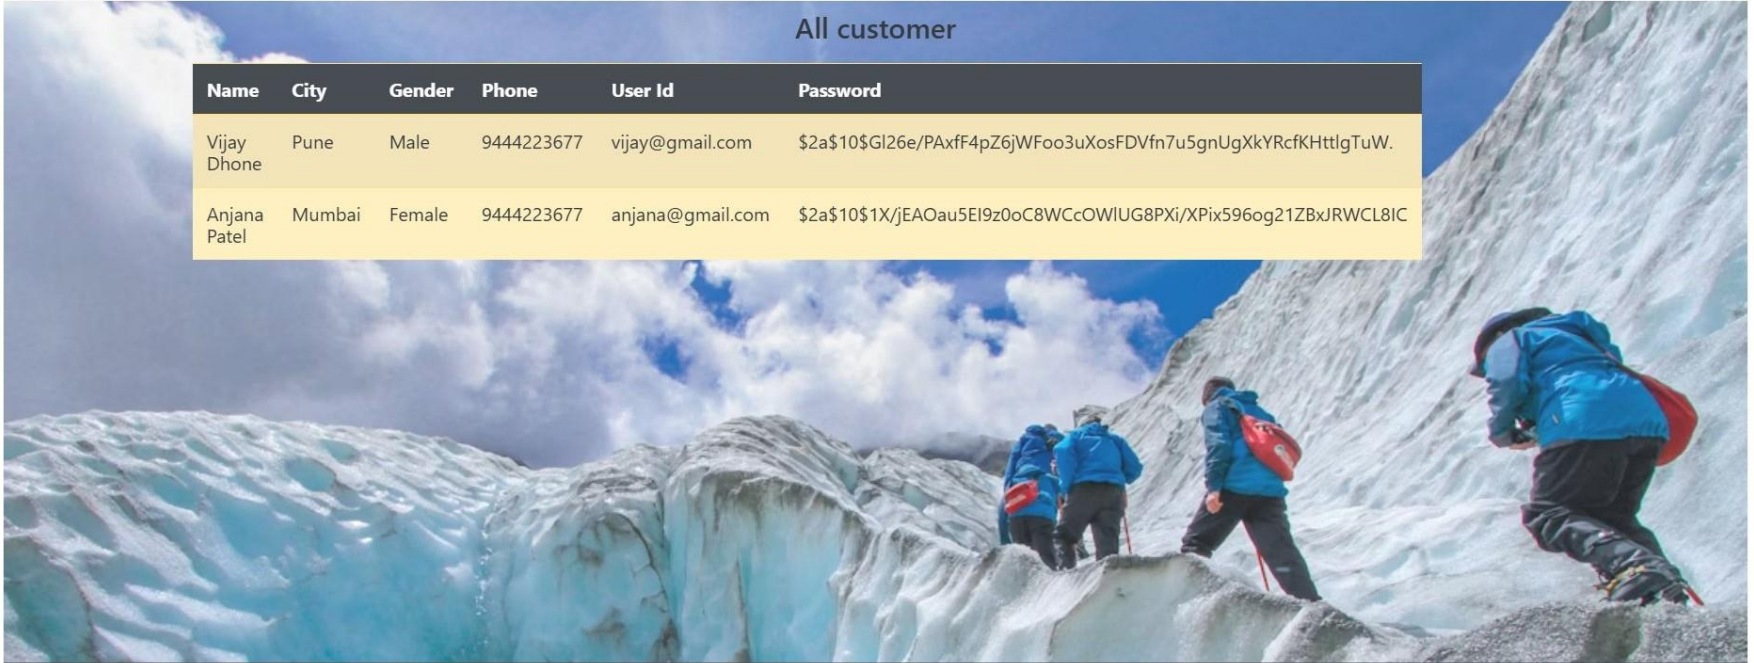 All customer
Name City Gender Phone User Id Password
Vijay Pune Male 9444223677 vijay@gmail.com $2a$10$Gl26e/PAxfF4pZ6jWFoo3uXosFDVfn7u5gnUgXkYRcfKHttlgTuW.
Dhone
Anjana Mumbai Female 9444223677 anjana@gmail.com $2a$10$1X/jEAOau5EI9z0oC8WCcOWlUG8PXi/XPix596og21ZBxJRWCL8IC
Patel